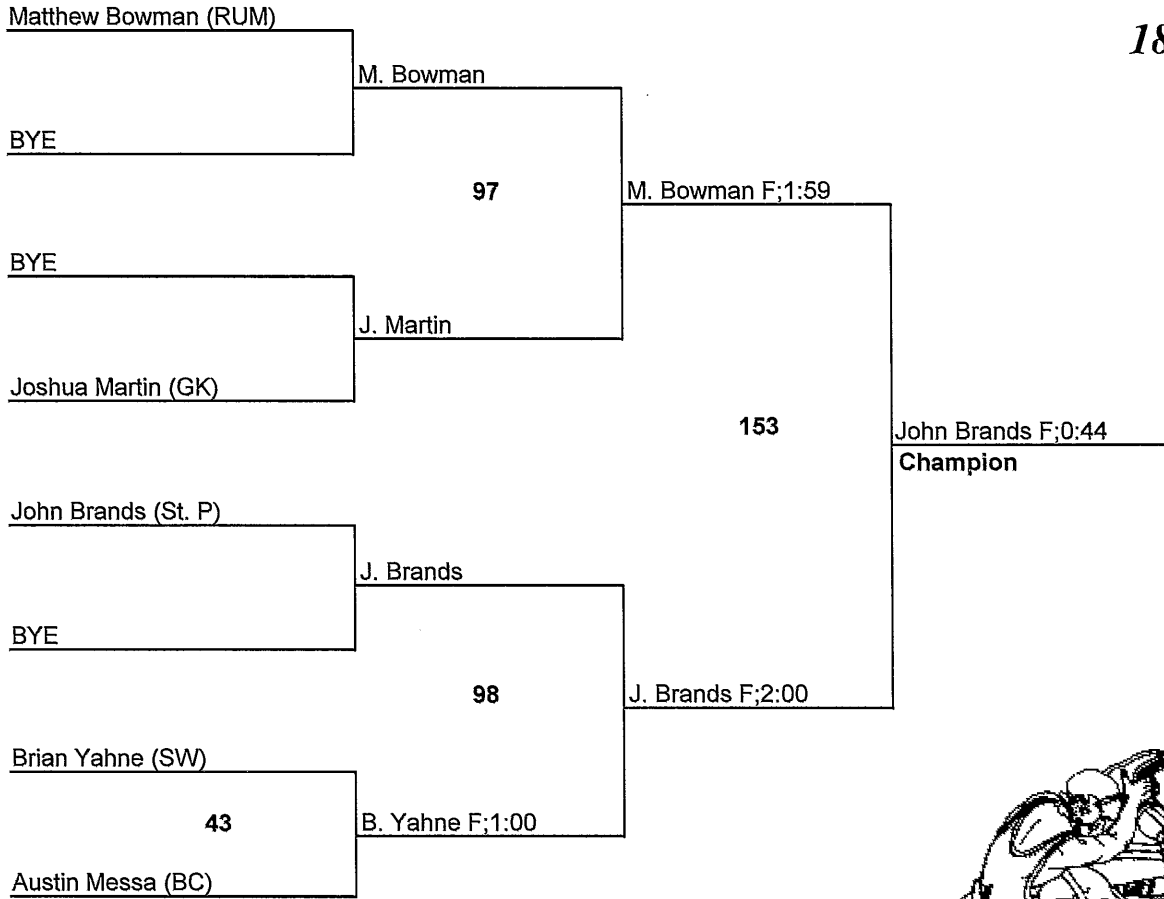 Matthew Bowman (RUM)
18
M. Bowman
BYE
97
M. Bowman F;1:59
BYE
J. Martin
Joshua Martin (GK)
153
John Brands F;0:44
Champion
John Brands (St. P)
J. Brands
BYE
98
J. Brands F;2:00
Brian Yahne (SW)
43
B. Yahne F;1:00
Austin Messa (BC)